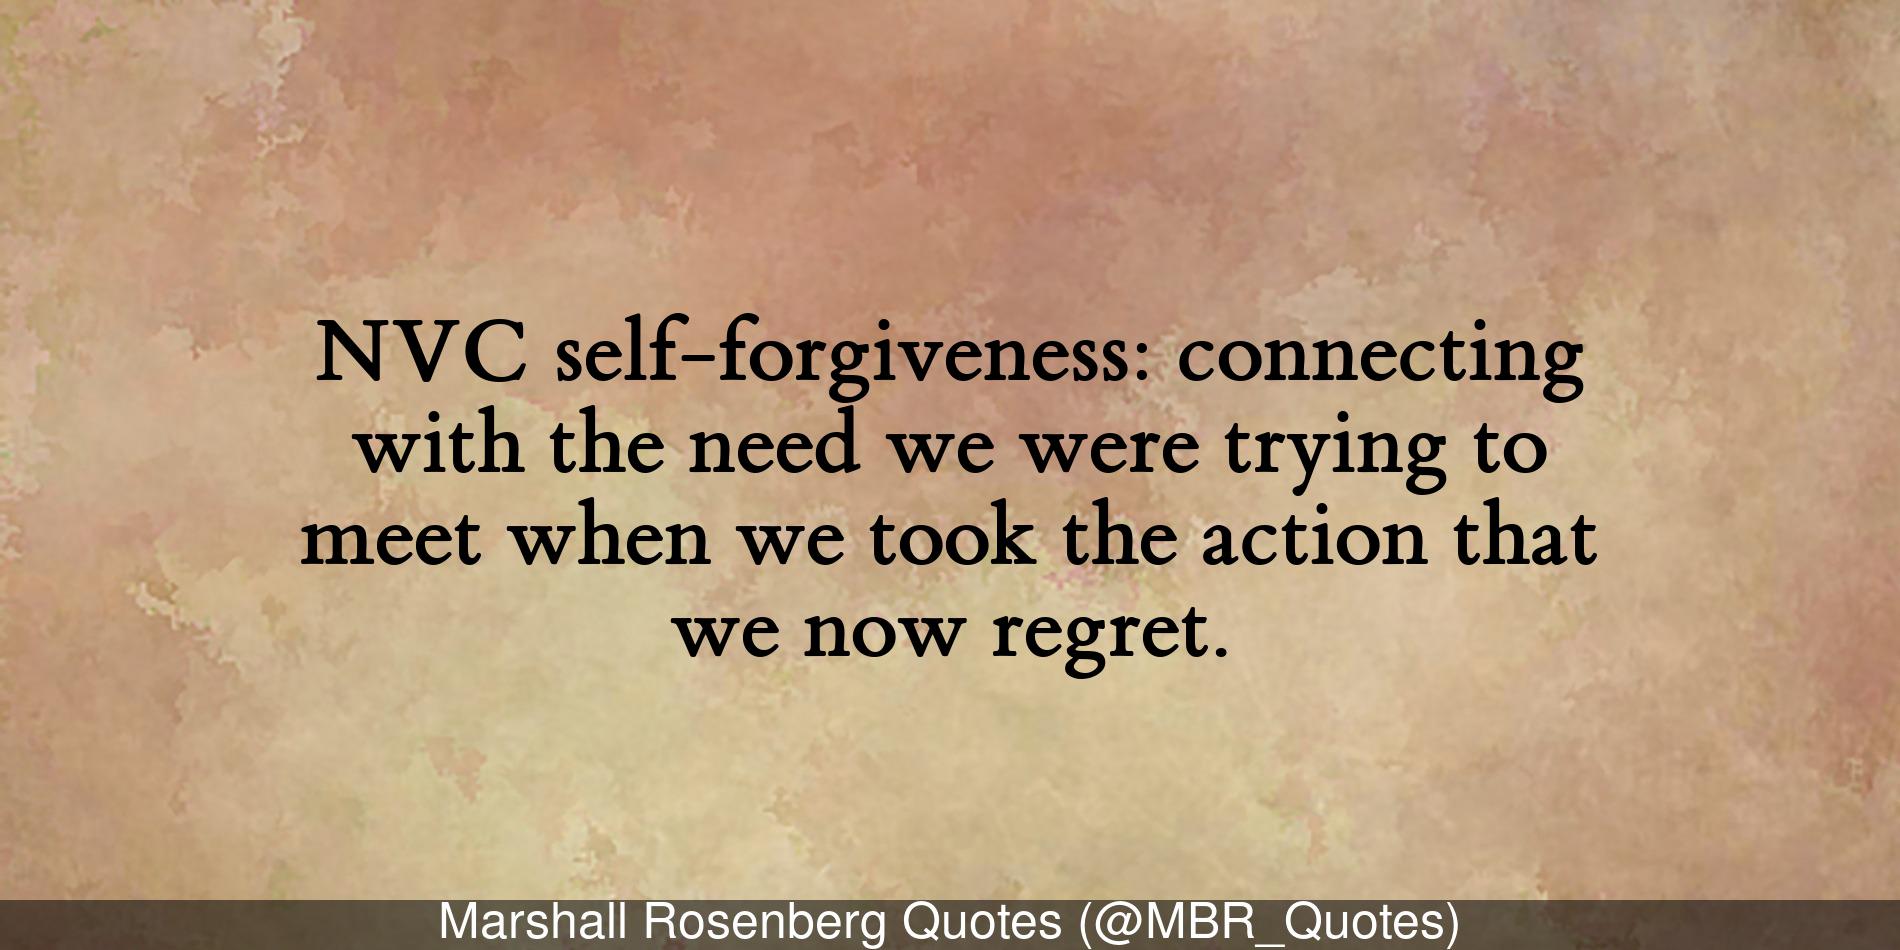 NVC self-forgiveness: connecting
with the need we were trying to
meet when we took the action that
we now regret.
Marshall Rosenberg Quotes (@MBR_Quotes)